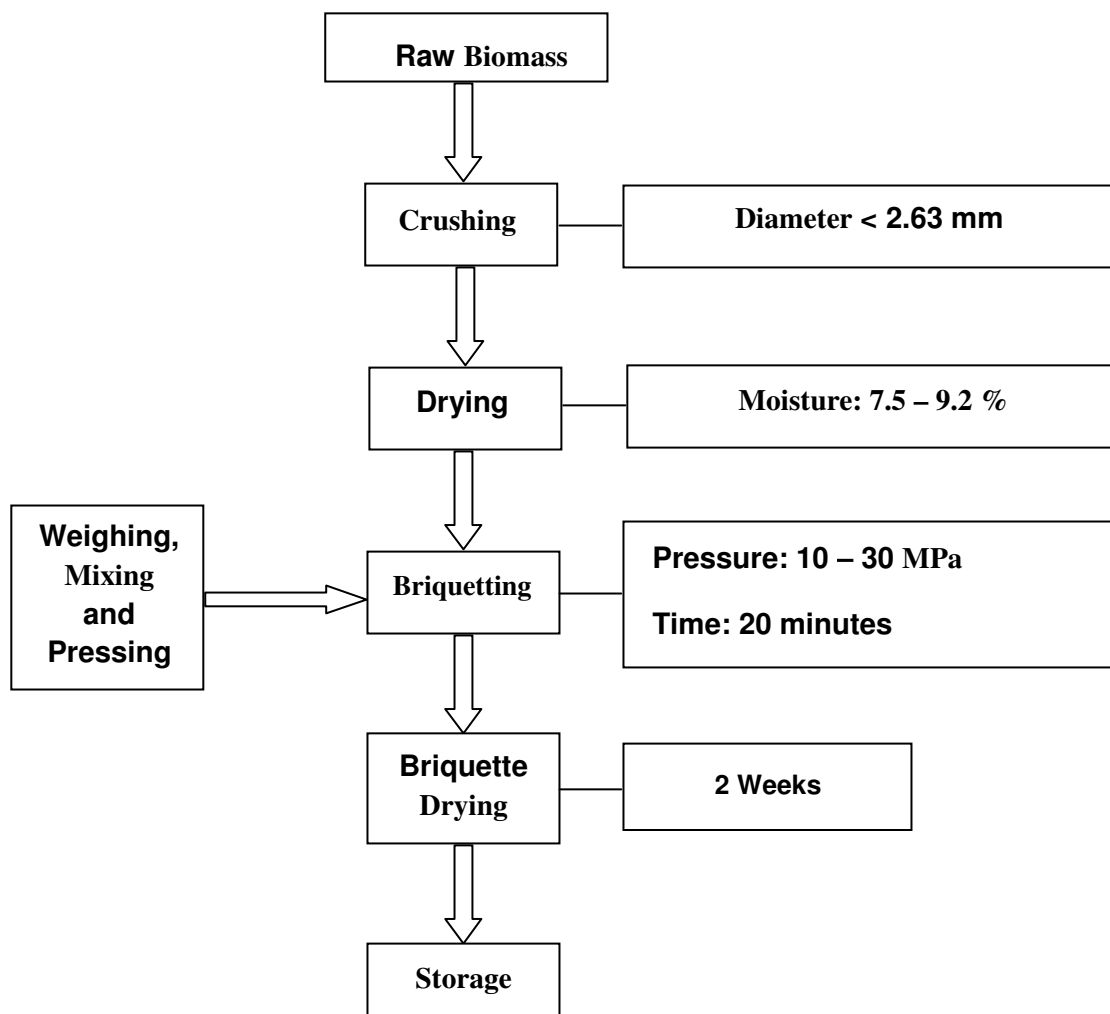 Raw Biomass
Crushing
Diameter < 2.63 mm
Drying
Moisture: 7.5 – 9.2 %
Weighing,
Mixing
and
Pressing
Briquetting
Pressure: 10 – 30 MPa
Time: 20 minutes
Briquette
Drying
2 Weeks
Storage